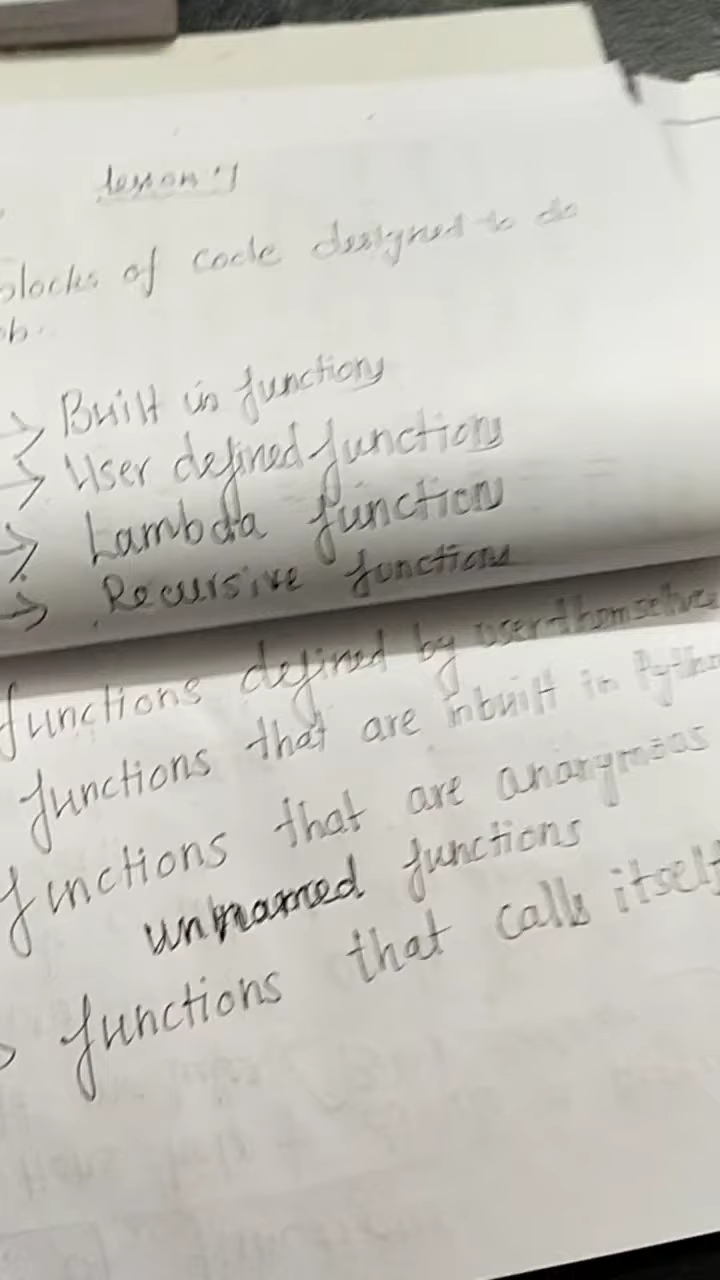 lesson 1
blocks of code designed to do
ob.
→ Built in functions
→ User defined functions
→ Lambda function
→ Recursive functions
functions defined by user themselves
functions that are inbuilt in Python
functions that are anonymous
unnamed functions
functions that calls itself